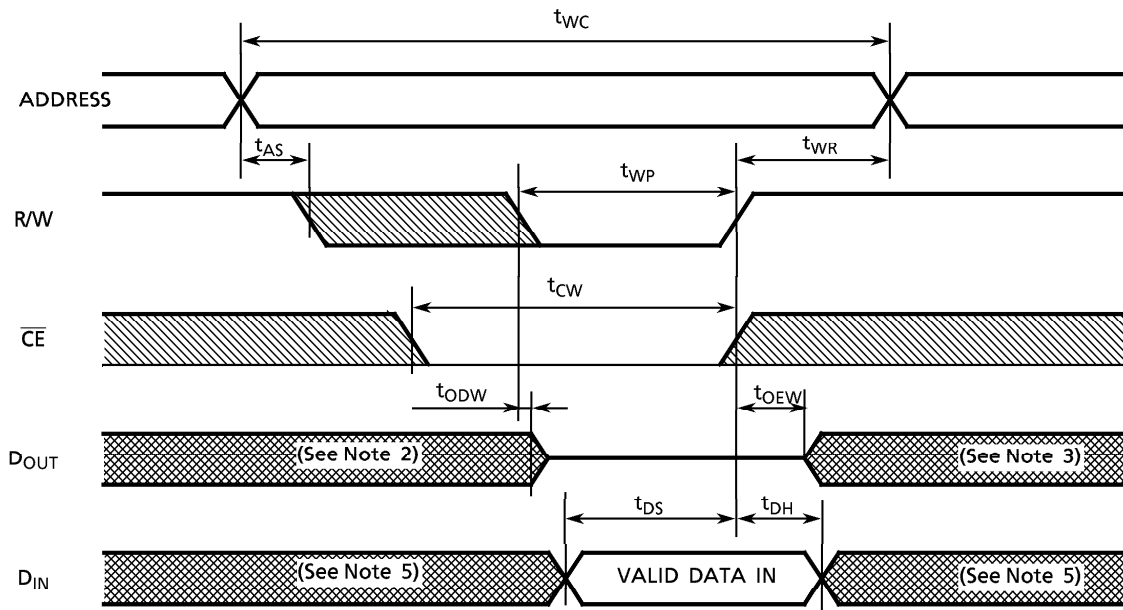 tWC
ADDRESS
tAS
tWR
tWP
R/W
tCW
CE
tODW
tOEW
DOUT
(See Note 2)
(See Note 3)
tDS
tDH
DIN
(See Note 5)
VALID DATA IN
(See Note 5)